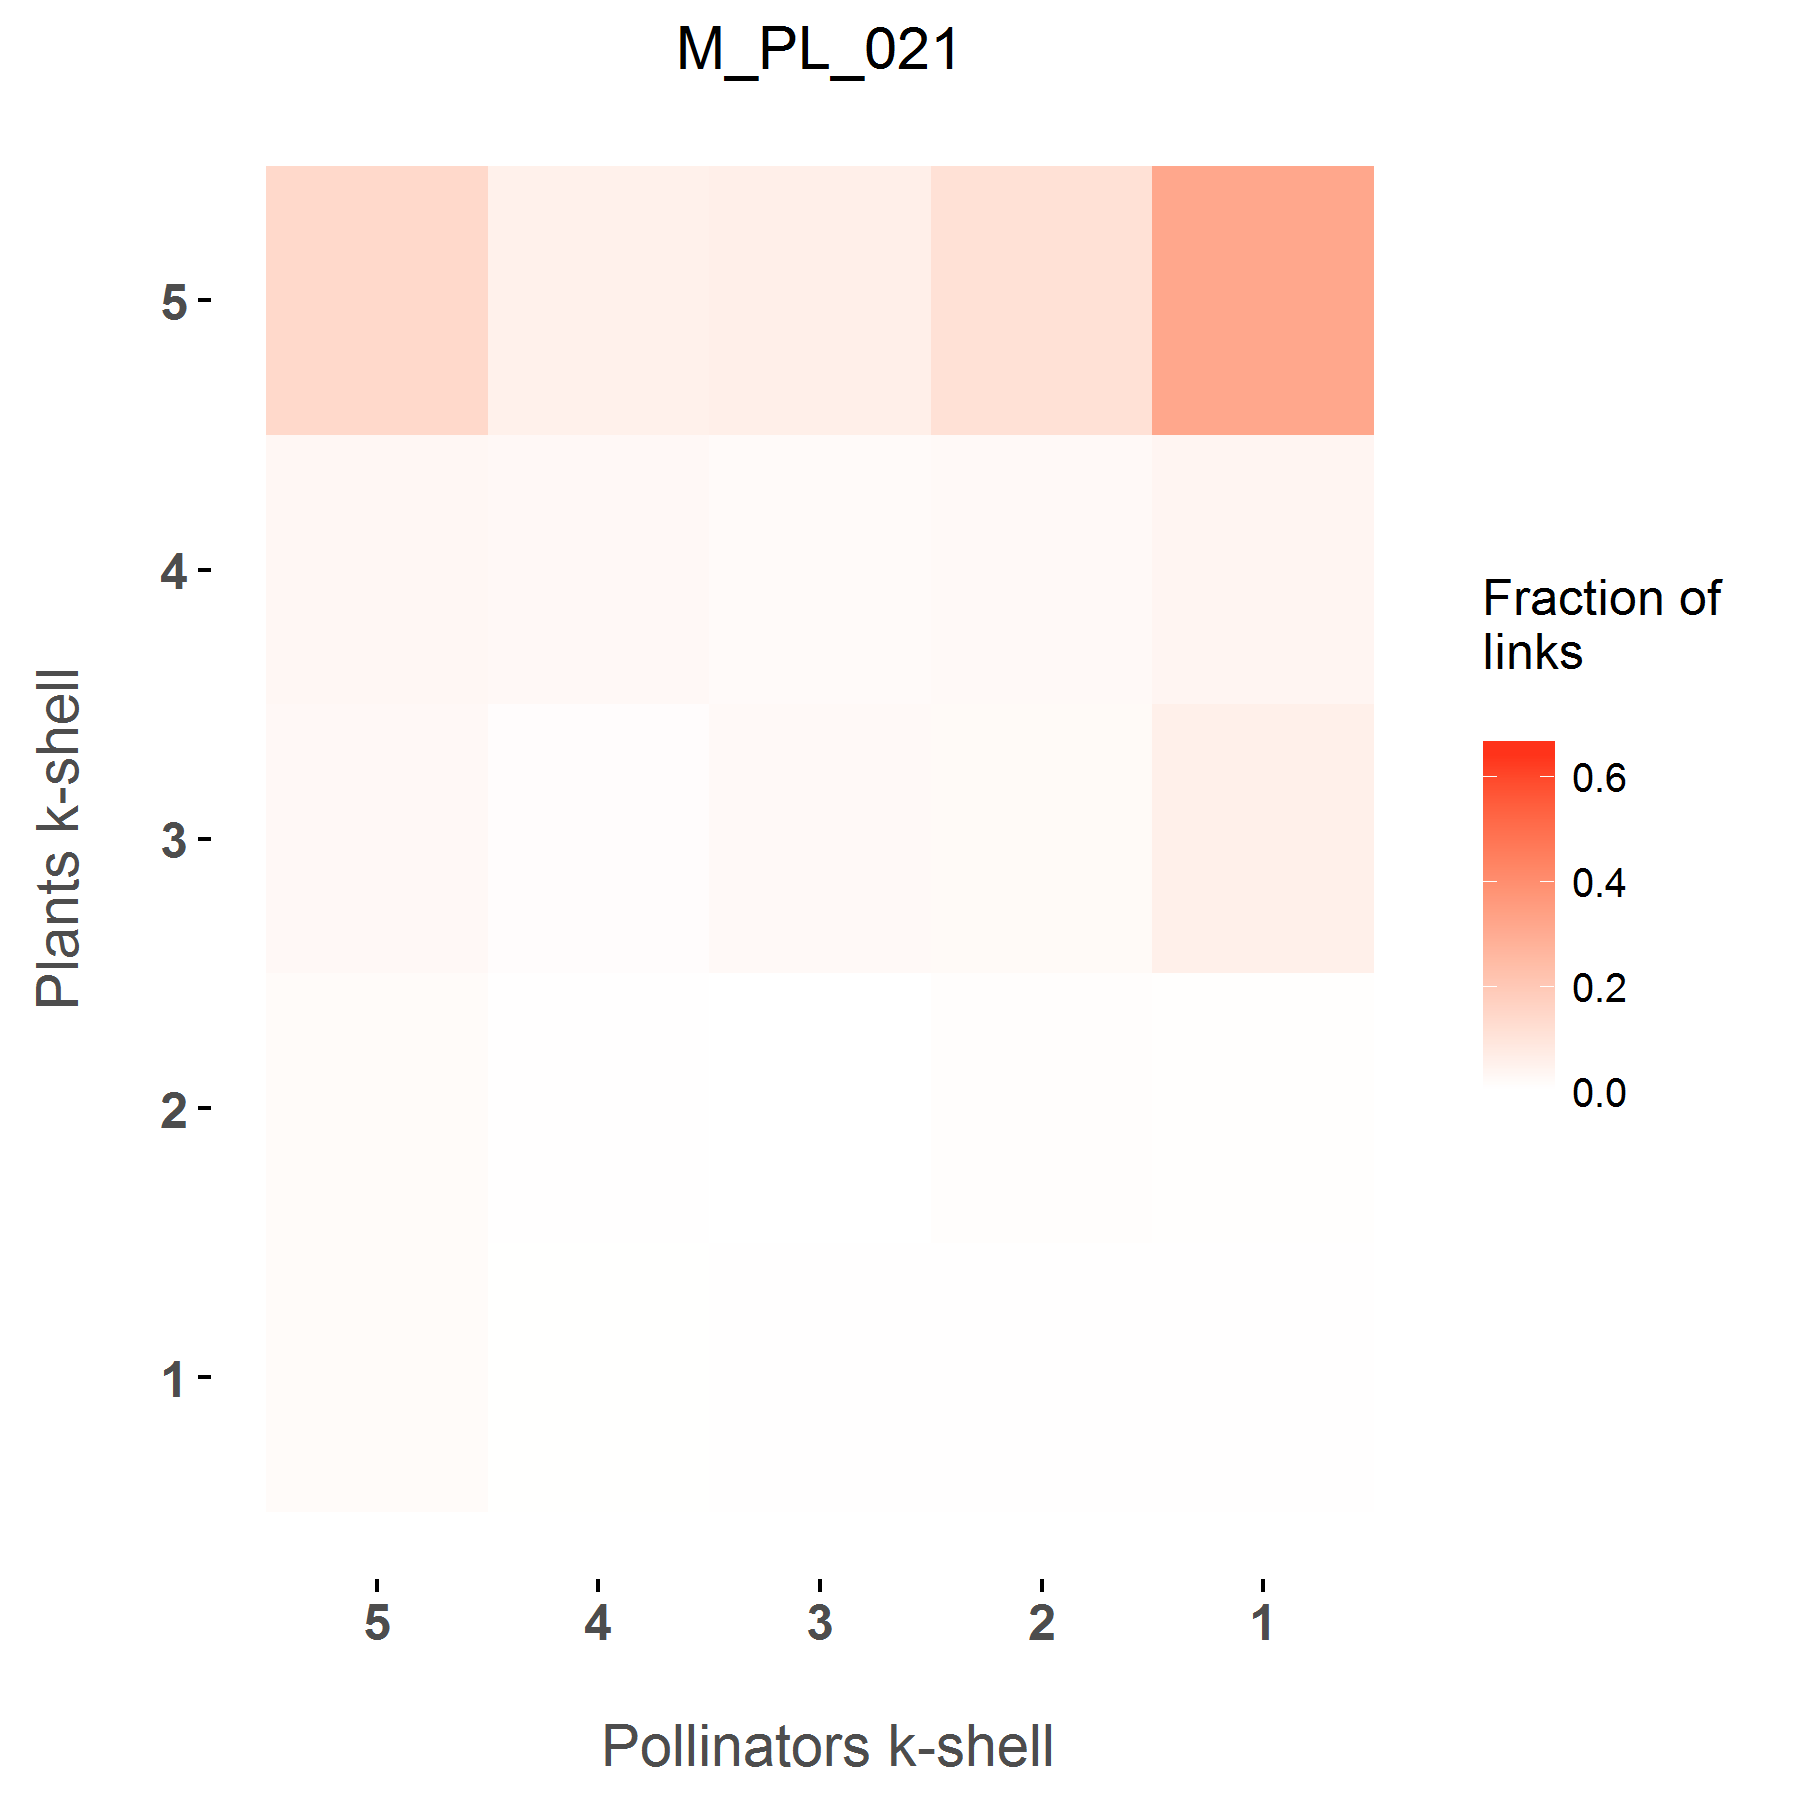 M_PL_021
5
4
3
2
1
Plants k-shell
5 4 3 2 1
Pollinators k-shell
Fraction of
links
0.6
0.4
0.2
0.0